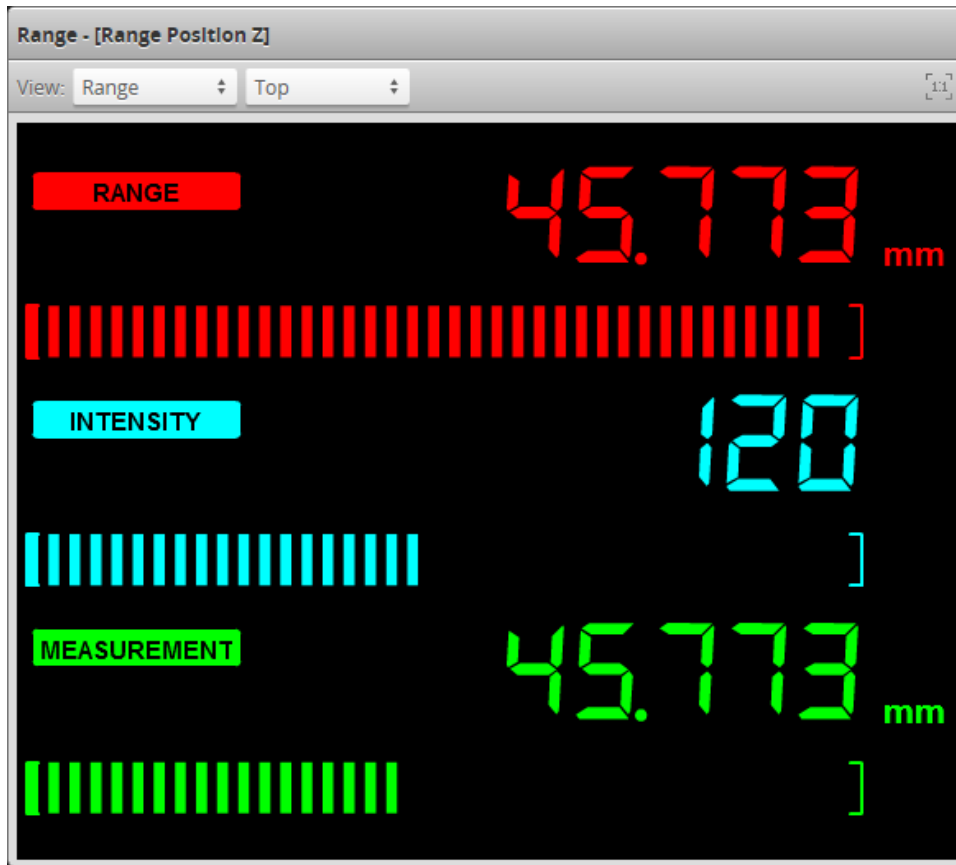 Range - [Range Position Z]
View: Range Top 1:1
RANGE 45.773 mm
INTENSITY 120
MEASUREMENT 45.773 mm